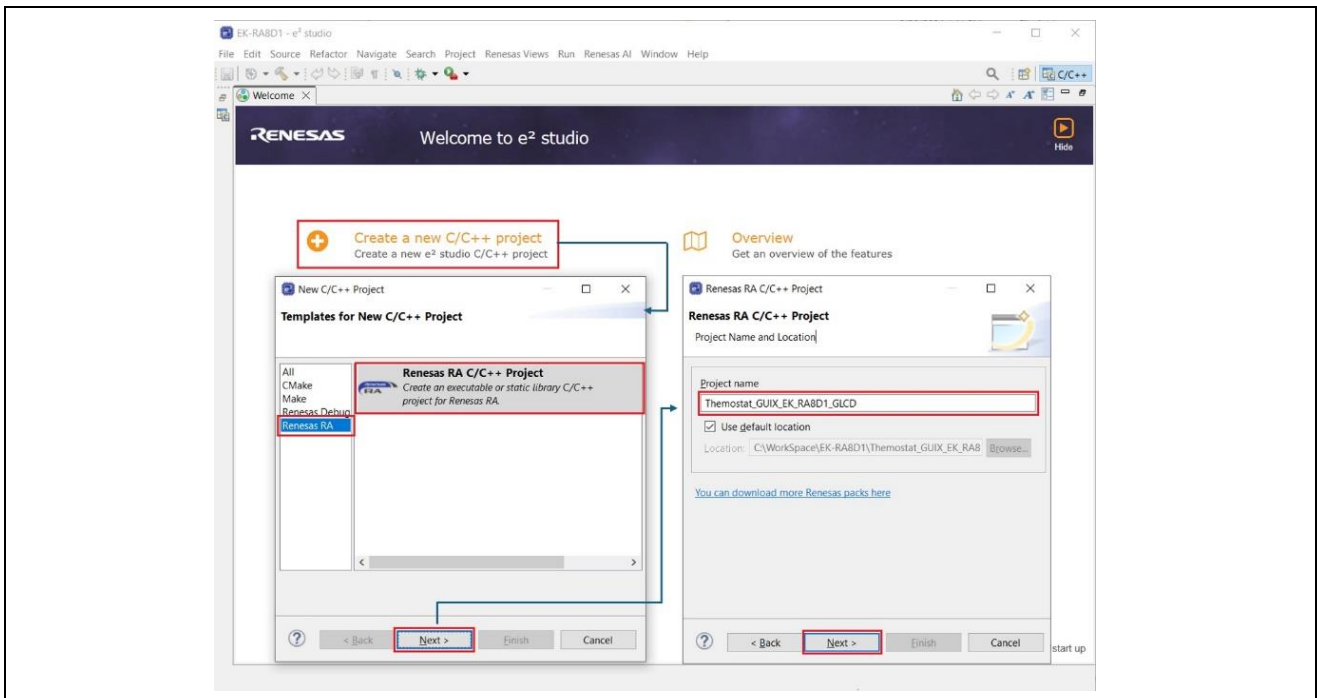 EK-RA8D1 - e² studio
File Edit Source Refactor Navigate Search Project Renesas Views Run Renesas AI Window Help
C/C++
Welcome
RENESAS
Welcome to e² studio
Hide
Create a new C/C++ project
Create a new e² studio C/C++ project
Overview
Get an overview of the features
New C/C++ Project
Templates for New C/C++ Project
All
CMake
Make
Renesas Debug
Renesas RA
RA
Renesas RA C/C++ Project
Create an executable or static library C/C++
project for Renesas RA.
< Back Next > Finish Cancel
Renesas RA C/C++ Project
Renesas RA C/C++ Project
Project Name and Location
Project name
Themostat_GUIX_EK_RA8D1_GLCD
Use default location
Location: C:\WorkSpace\EK-RA8D1\Themostat_GUIX_EK_RA8 Browse...
You can download more Renesas packs here
< Back Next > Finish Cancel
start up